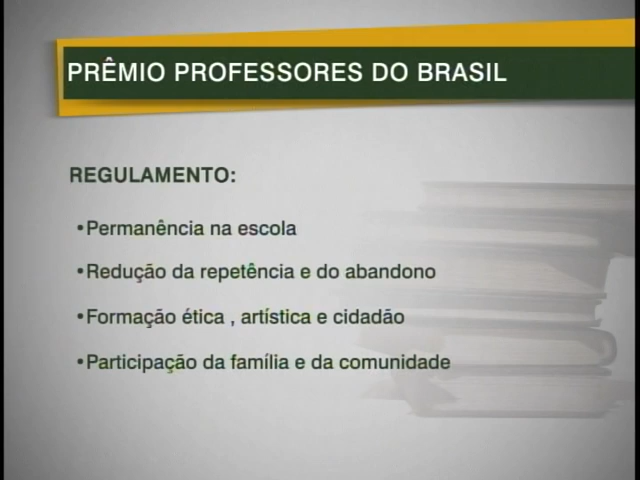 PRÊMIO PROFESSORES DO BRASIL
REGULAMENTO:
•Permanência na escola
•Redução da repetência e do abandono
•Formação ética , artística e cidadão
•Participação da família e da comunidade